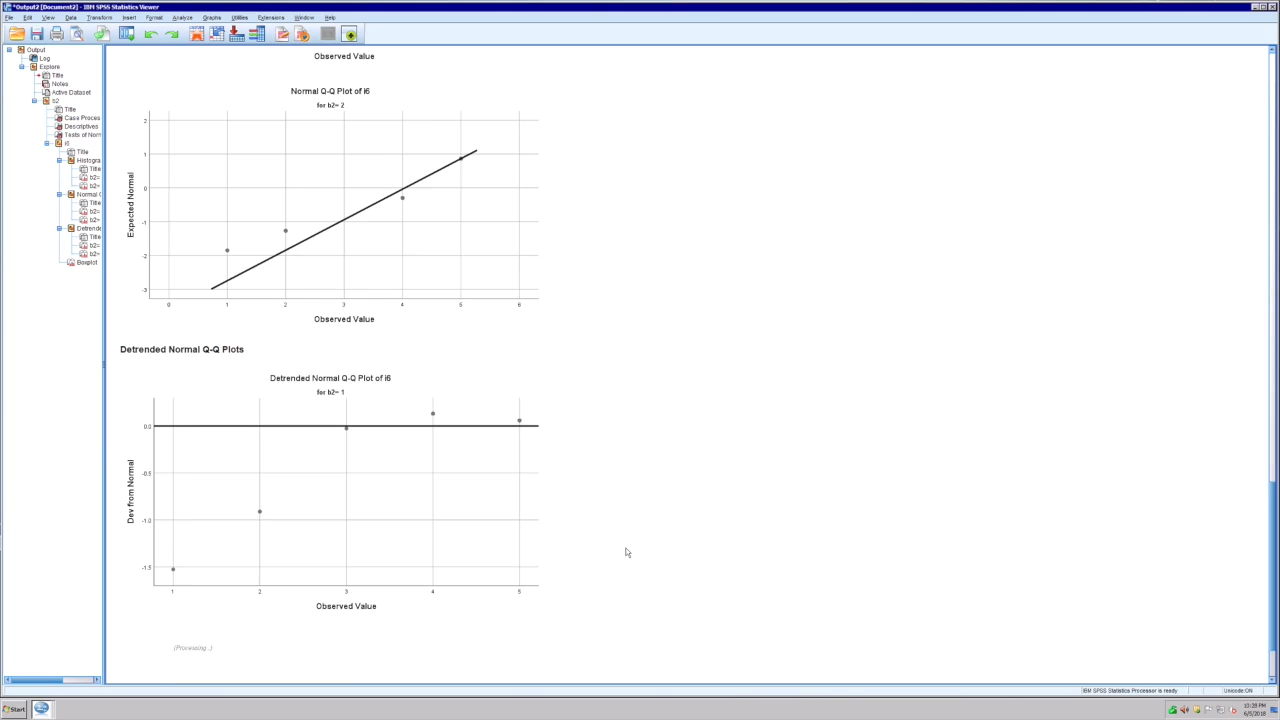 *Output2 [Document2] - IBM SPSS Statistics Viewer
File Edit View Data Transform Insert Format Analyze Graphs Utilities Extensions Window Help
Output
Log
Explore
Title
Notes
Active Dataset
b2
Title
Case Proces
Descriptives
Tests of Norm
i6
Title
Histogra
Title
b2=
b2=
Normal Q
Title
b2=
b2=
Detrende
Title
b2=
b2=
Boxplot
Observed Value
Normal Q-Q Plot of i6
for b2= 2
Expected Normal
2
1
0
-1
-2
-3
0 1 2 3 4 5 6
Observed Value
Detrended Normal Q-Q Plots
Detrended Normal Q-Q Plot of i6
for b2= 1
Dev from Normal
0.0
-0.5
-1.0
-1.5
1 2 3 4 5
Observed Value
(Processing..)
IBM SPSS Statistics Processor is ready Unicode:ON
Start
10:28 PM
6/5/2018